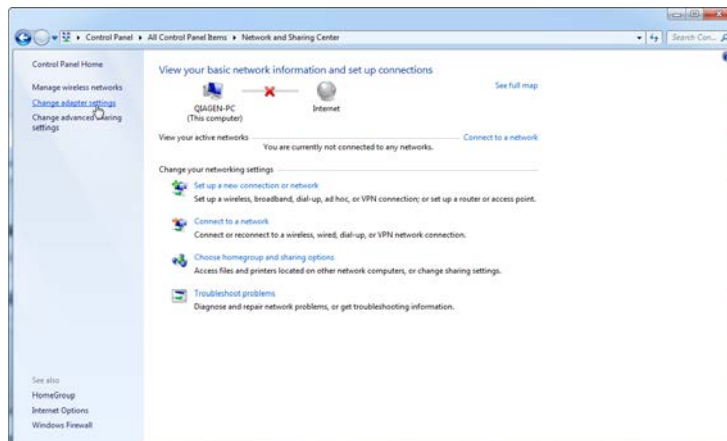 Control Panel ▸ All Control Panel Items ▸ Network and Sharing Center
Search Con...
Control Panel Home
Manage wireless networks
Change adapter settings
Change advanced sharing
settings
See also
HomeGroup
Internet Options
Windows Firewall
View your basic network information and set up connections
See full map
QIAGEN-PC
(This computer)
Internet
View your active networks
Connect to a network
You are currently not connected to any networks.
Change your networking settings
Set up a new connection or network
Set up a wireless, broadband, dial-up, ad hoc, or VPN connection; or set up a router or access point.
Connect to a network
Connect or reconnect to a wireless, wired, dial-up, or VPN network connection.
Choose homegroup and sharing options
Access files and printers located on other network computers, or change sharing settings.
Troubleshoot problems
Diagnose and repair network problems, or get troubleshooting information.